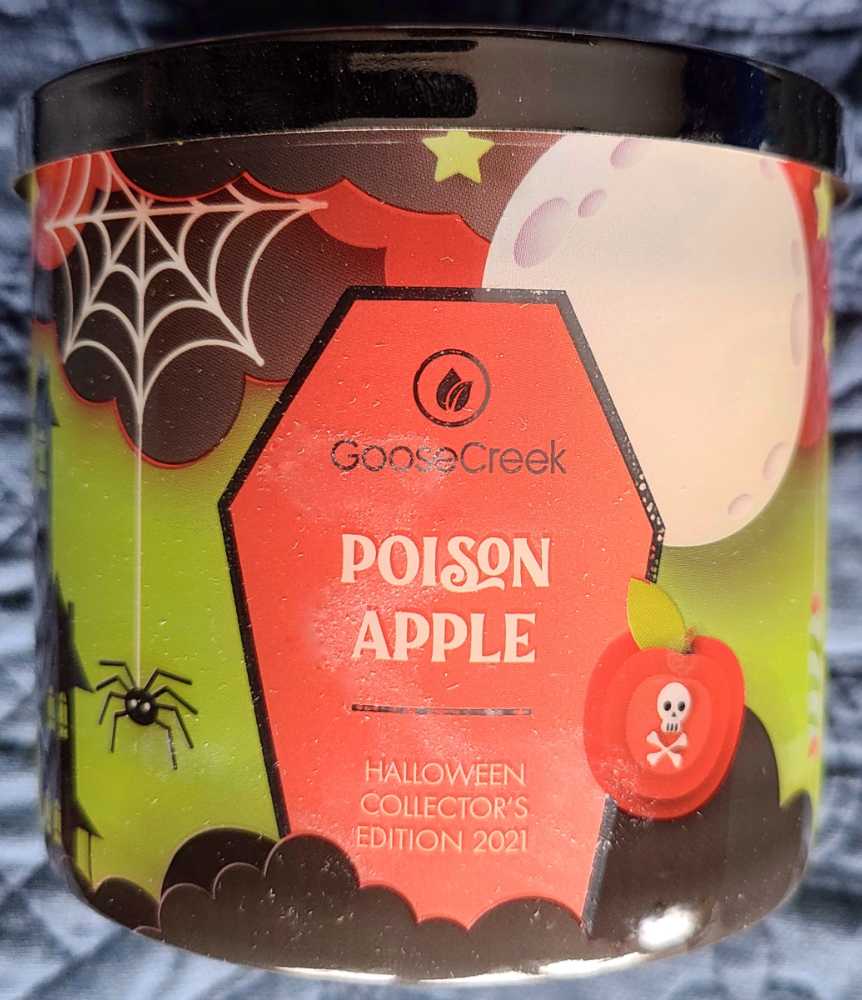 GooseCreek
POISON
APPLE
HALLOWEEN
COLLECTOR'S
EDITION 2021